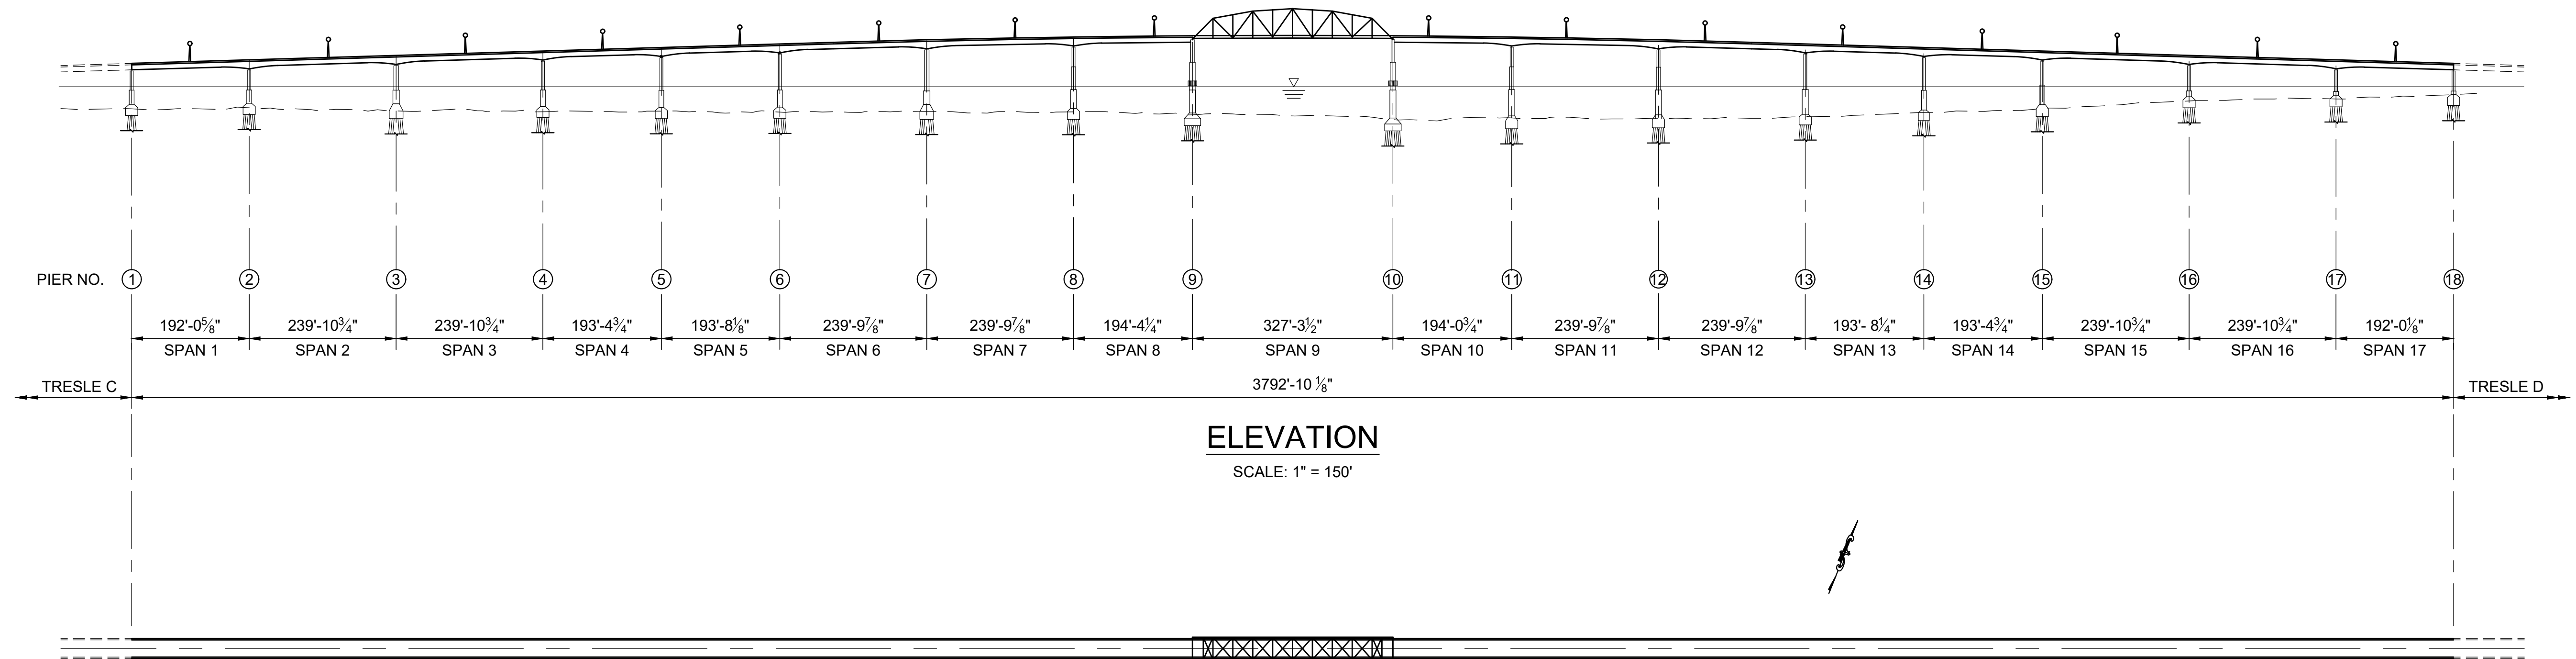 PIER NO. 1 2 3 4 5 6 7 8 9 10 11 12 13 14 15 16 17 18
192'-0⅝" 239'-10¾" 239'-10¾" 193'-4¾" 193'-8⅛" 239'-9⅞" 239'-9⅞" 194'-4¼" 327'-3½" 194'-0¾" 239'-9⅞" 239'-9⅞" 193'- 8¼" 193'-4¾" 239'-10¾" 239'-10¾" 192'-0⅛"
SPAN 1 SPAN 2 SPAN 3 SPAN 4 SPAN 5 SPAN 6 SPAN 7 SPAN 8 SPAN 9 SPAN 10 SPAN 11 SPAN 12 SPAN 13 SPAN 14 SPAN 15 SPAN 16 SPAN 17
TRESLE C 3792'-10 ⅛" TRESLE D
ELEVATION
SCALE: 1" = 150'